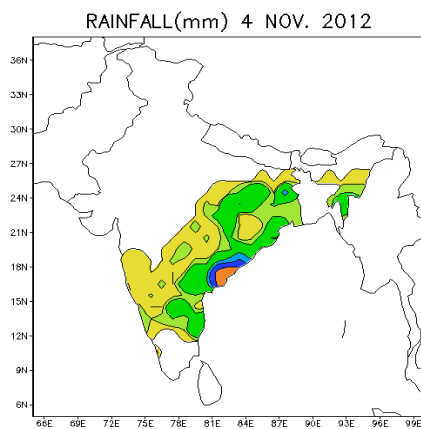 RAINFALL(mm) 4 NOV. 2012
36N
33N
30N
27N
24N
21N
18N
15N
12N
9N
6N
66E 69E 72E 75E 78E 81E 84E 87E 90E 93E 96E 99E